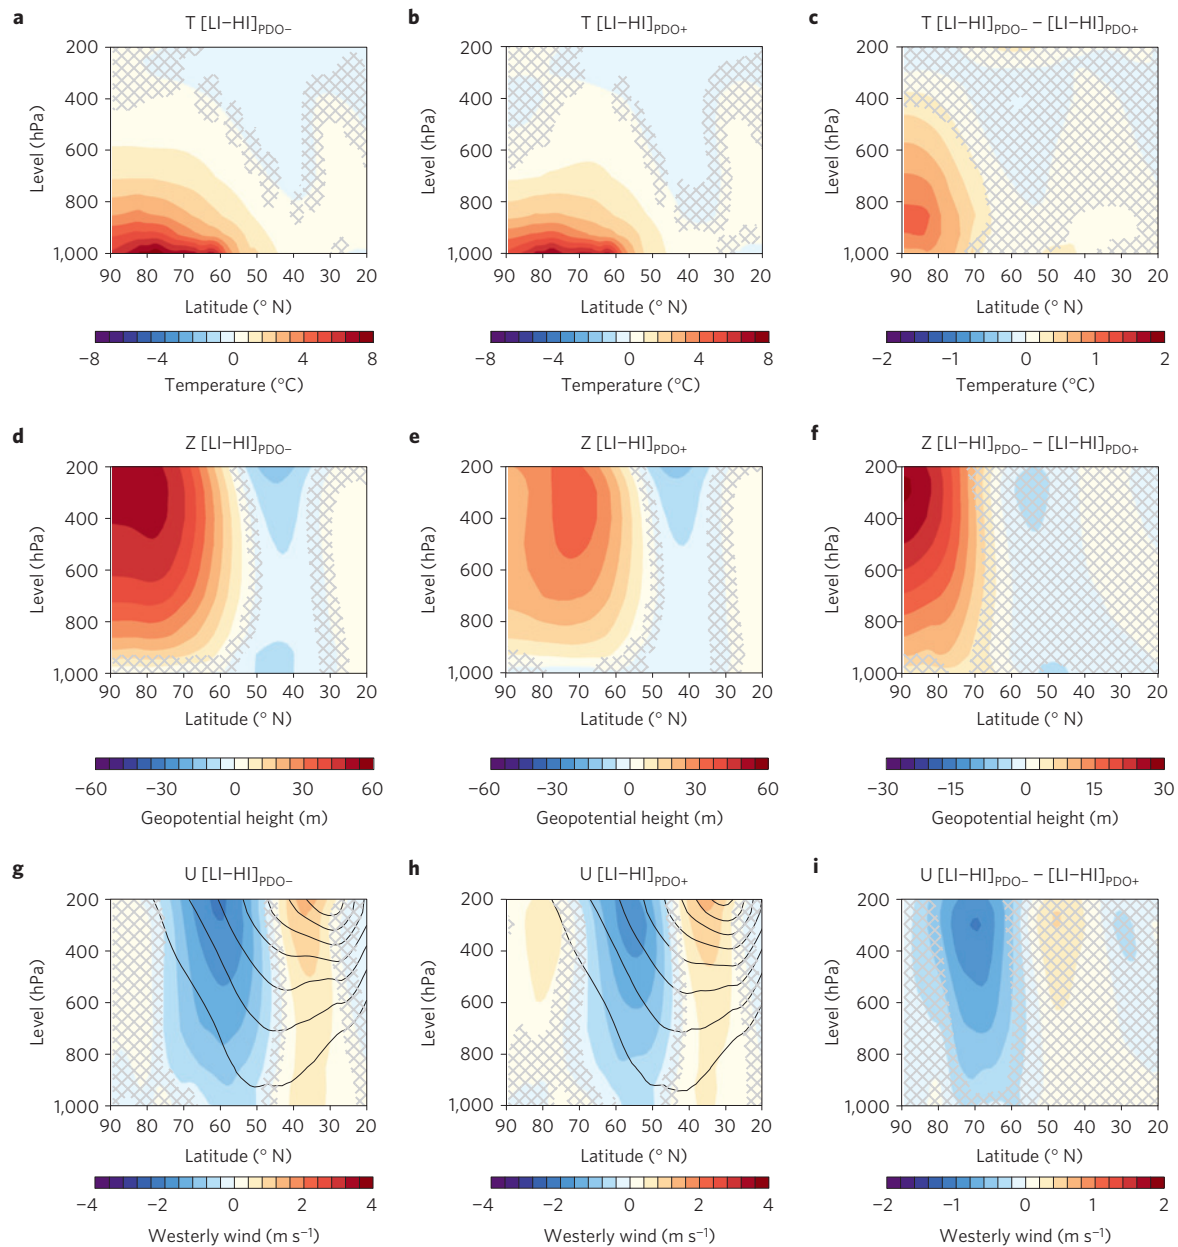 a T [LI–HI]PDO– b T [LI–HI]PDO+ c T [LI–HI]PDO– – [LI–HI]PDO+
200 200 200
400 400 400
600 600 600
800 800 800
1,000 1,000 1,000
Level (hPa) Level (hPa) Level (hPa)
90 80 70 60 50 40 30 20 90 80 70 60 50 40 30 20 90 80 70 60 50 40 30 20
Latitude (° N) Latitude (° N) Latitude (° N)
−8 −4 0 4 8 −8 −4 0 4 8 −2 −1 0 1 2
Temperature (°C) Temperature (°C) Temperature (°C)
d Z [LI–HI]PDO– e Z [LI–HI]PDO+ f Z [LI–HI]PDO– – [LI–HI]PDO+
200 200 200
400 400 400
600 600 600
800 800 800
1,000 1,000 1,000
Level (hPa) Level (hPa) Level (hPa)
90 80 70 60 50 40 30 20 90 80 70 60 50 40 30 20 90 80 70 60 50 40 30 20
Latitude (° N) Latitude (° N) Latitude (° N)
−60 −30 0 30 60 −60 −30 0 30 60 −30 −15 0 15 30
Geopotential height (m) Geopotential height (m) Geopotential height (m)
g U [LI–HI]PDO– h U [LI–HI]PDO+ i U [LI–HI]PDO– – [LI–HI]PDO+
200 200 200
400 400 400
600 600 600
800 800 800
1,000 1,000 1,000
Level (hPa) Level (hPa) Level (hPa)
90 80 70 60 50 40 30 20 90 80 70 60 50 40 30 20 90 80 70 60 50 40 30 20
Latitude (° N) Latitude (° N) Latitude (° N)
−4 −2 0 2 4 −4 −2 0 2 4 −2 −1 0 1 2
Westerly wind (m s⁻¹) Westerly wind (m s⁻¹) Westerly wind (m s⁻¹)